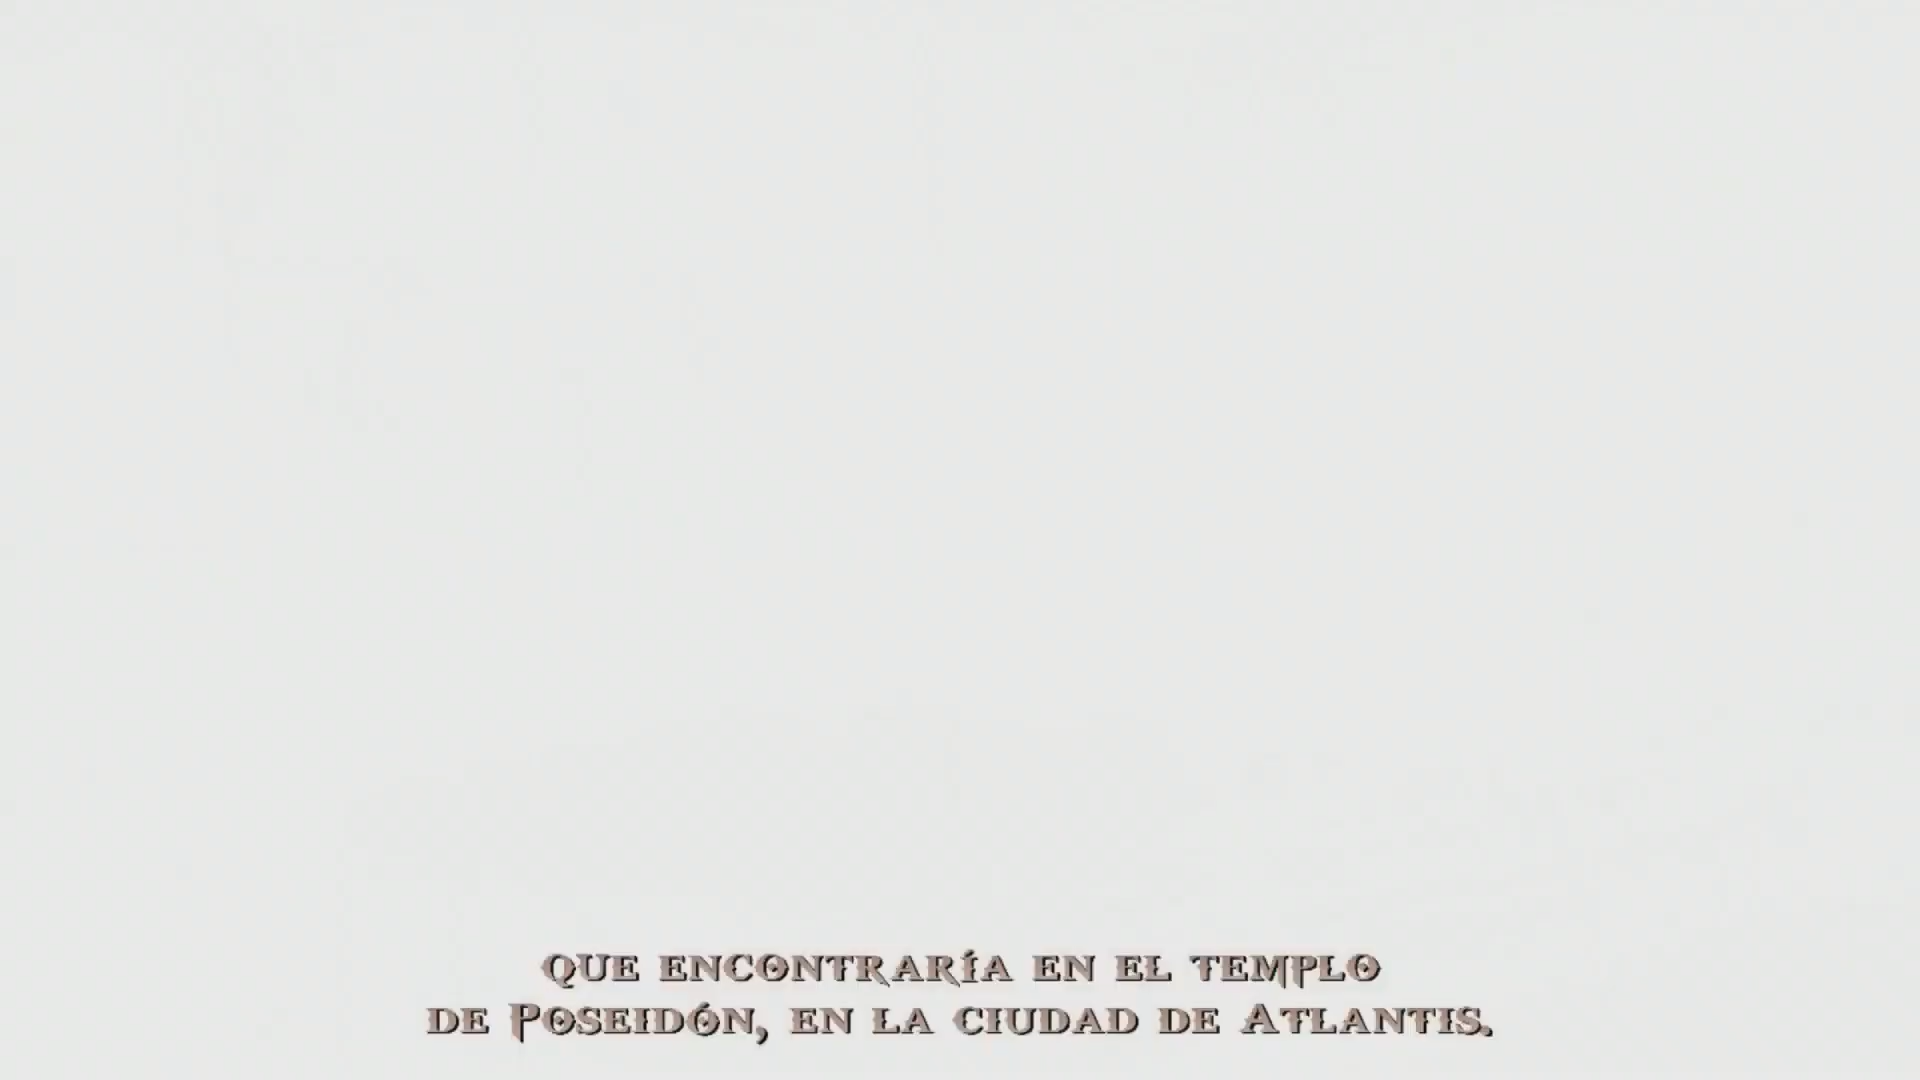 que encontraría en el templo
de Poseidón, en la ciudad de Atlantis.